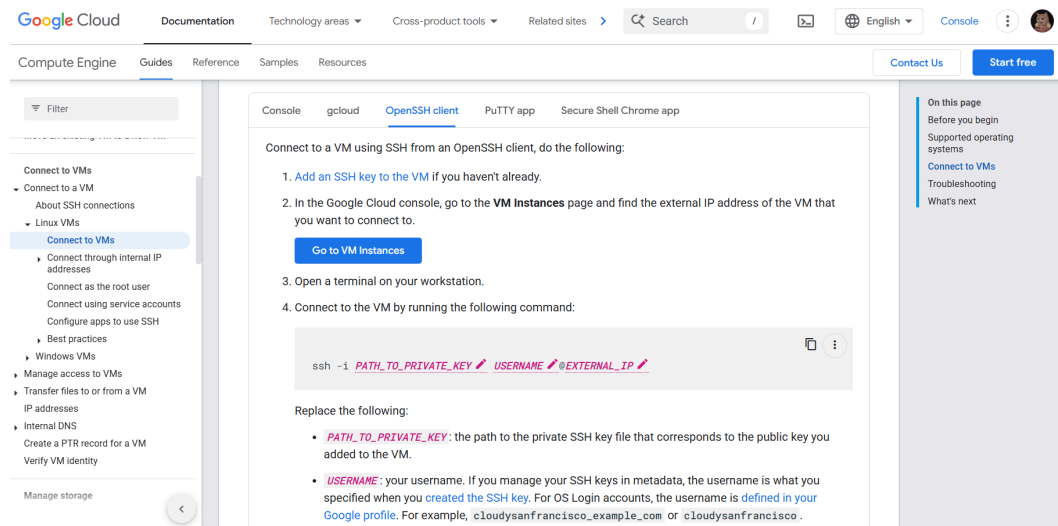 Google Cloud
Documentation
Technology areas
Cross-product tools
Related sites
Search
/
English
Console
Compute Engine
Guides
Reference
Samples
Resources
Contact Us
Start free
Filter
Connect to VMs
Connect to a VM
About SSH connections
Linux VMs
Connect to VMs
Connect through internal IP
addresses
Connect as the root user
Connect using service accounts
Configure apps to use SSH
Best practices
Windows VMs
Manage access to VMs
Transfer files to or from a VM
IP addresses
Internal DNS
Create a PTR record for a VM
Verify VM identity
Manage storage
Console
gcloud
OpenSSH client
PuTTY app
Secure Shell Chrome app
Connect to a VM using SSH from an OpenSSH client, do the following:
1. Add an SSH key to the VM if you haven't already.
2. In the Google Cloud console, go to the VM Instances page and find the external IP address of the VM that
you want to connect to.
Go to VM Instances
3. Open a terminal on your workstation.
4. Connect to the VM by running the following command:
ssh -i PATH_TO_PRIVATE_KEY USERNAME@EXTERNAL_IP
Replace the following:
• PATH_TO_PRIVATE_KEY: the path to the private SSH key file that corresponds to the public key you
added to the VM.
• USERNAME: your username. If you manage your SSH keys in metadata, the username is what you
specified when you created the SSH key. For OS Login accounts, the username is defined in your
Google profile. For example, cloudysanfrancisco_example_com or cloudysanfrancisco.
On this page
Before you begin
Supported operating
systems
Connect to VMs
Troubleshooting
What's next